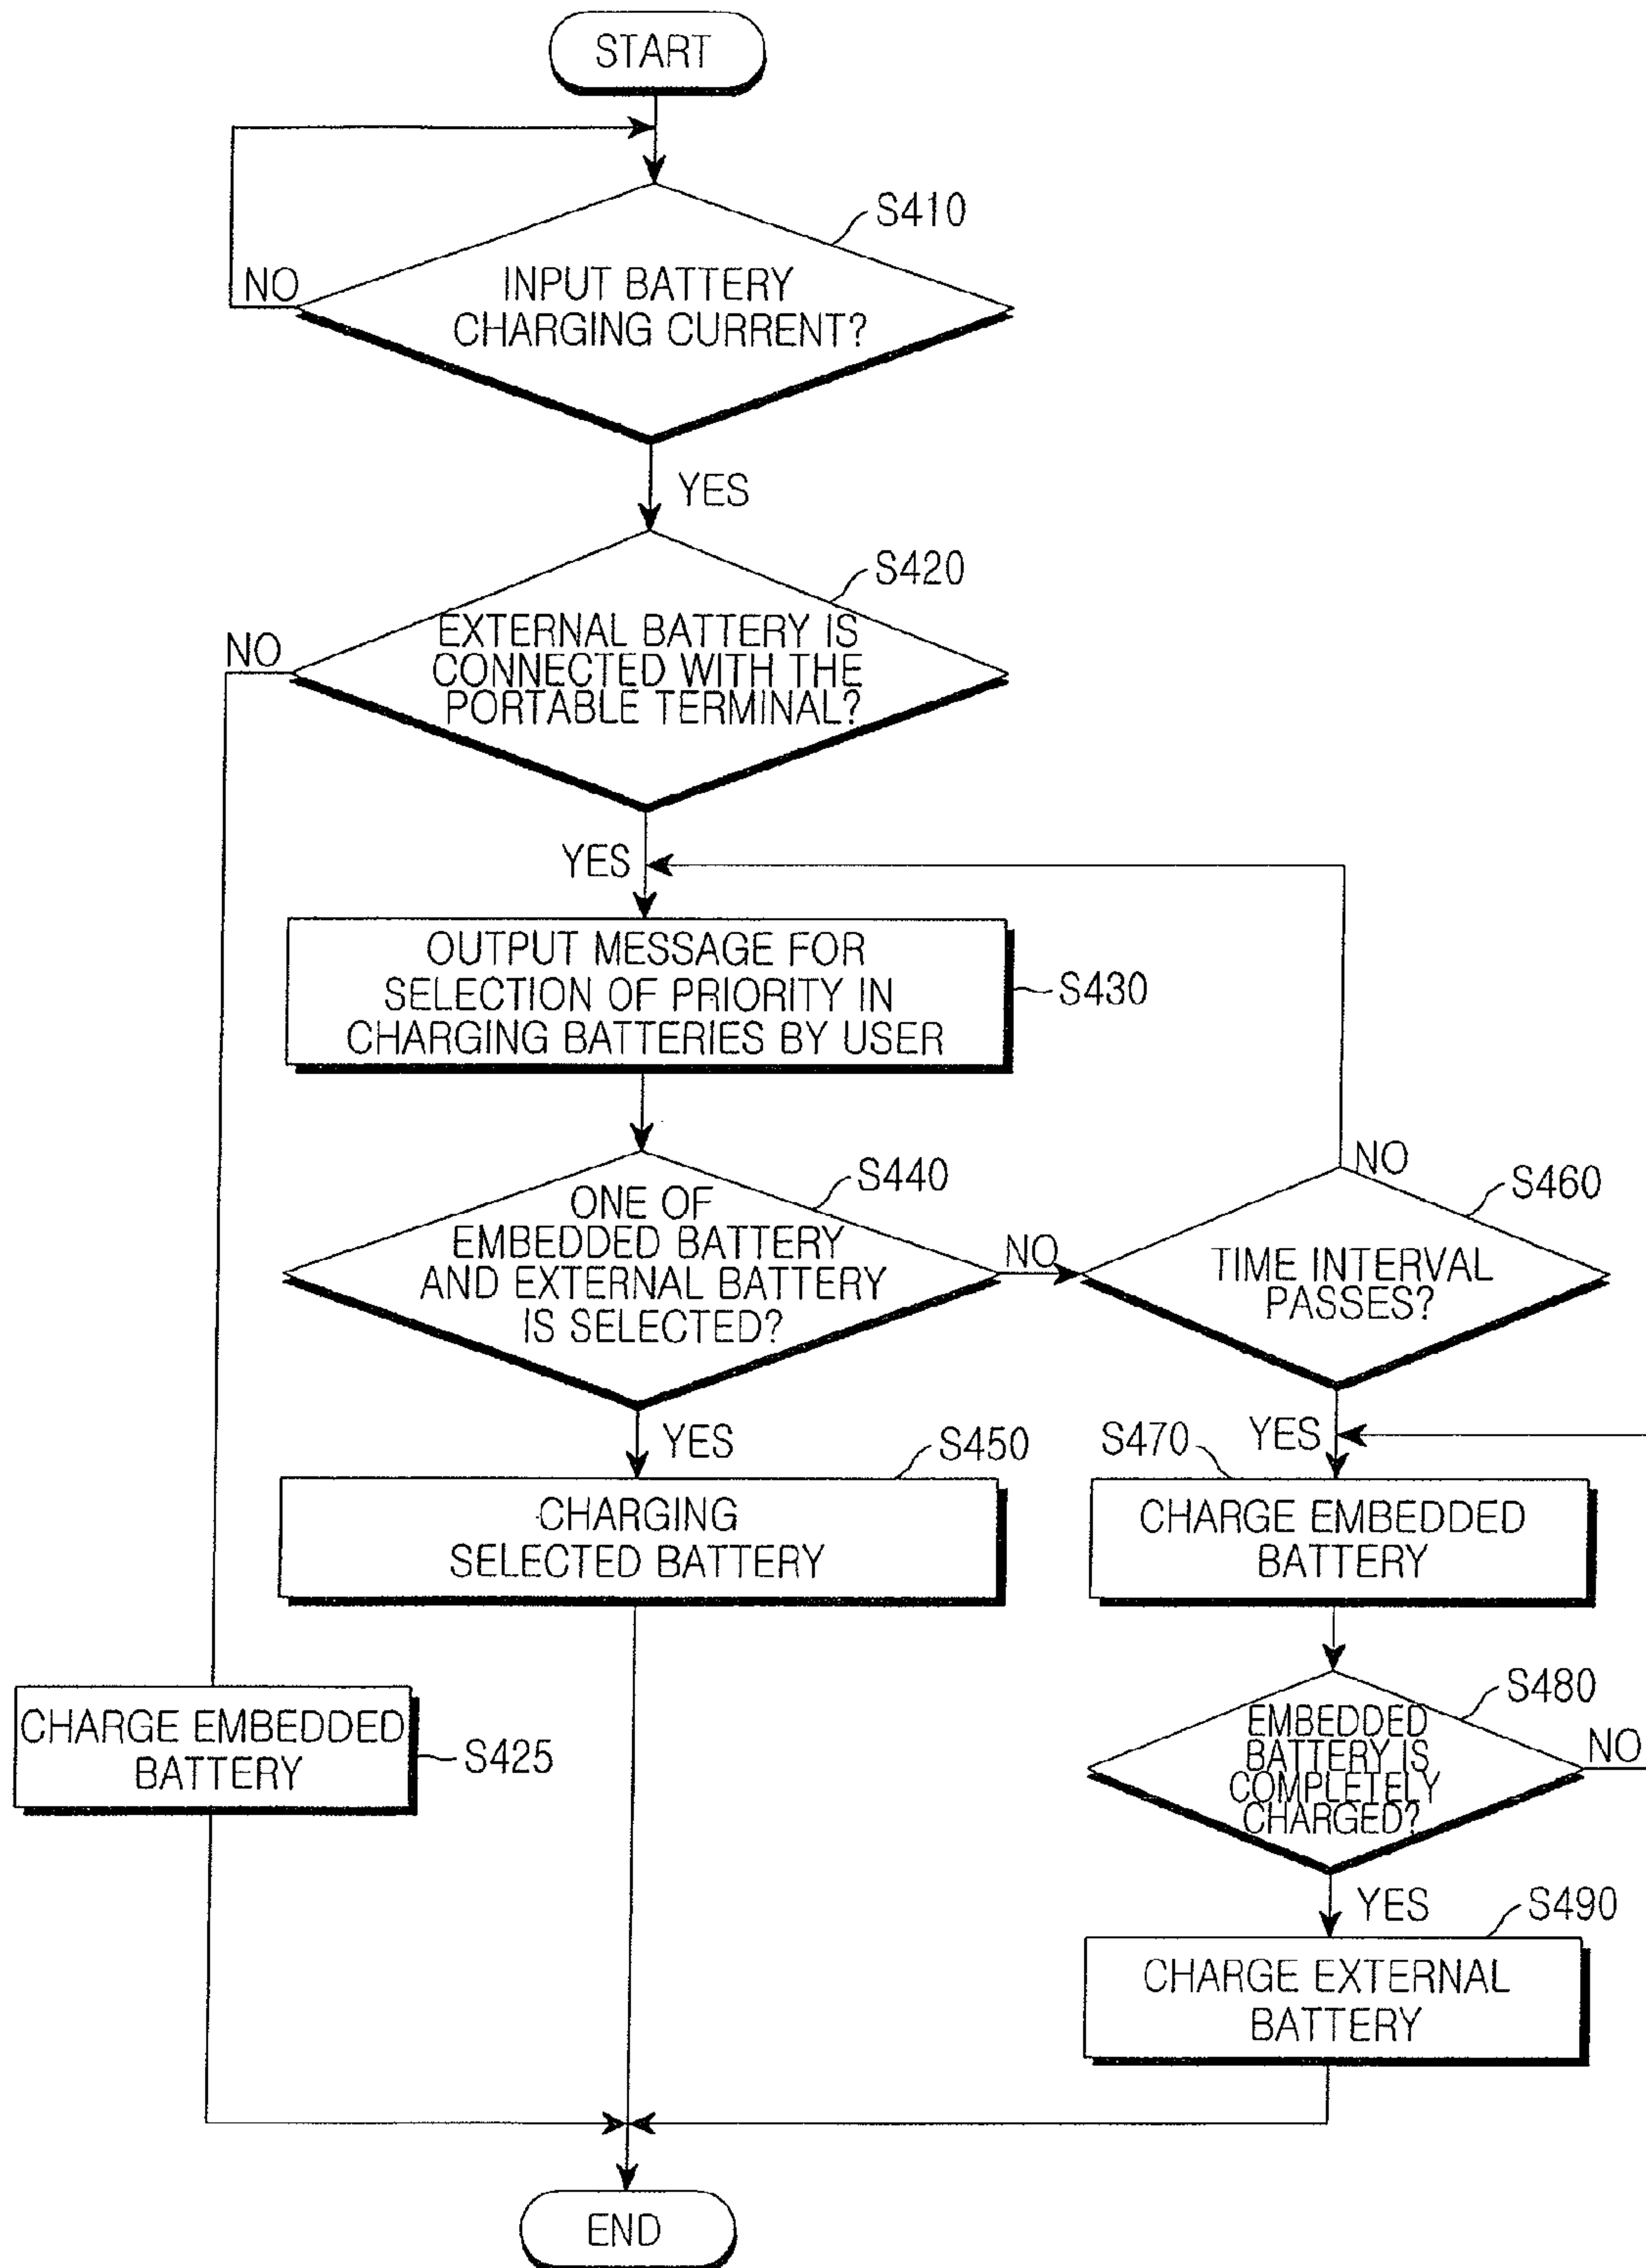 START
S410
NO
INPUT BATTERY
CHARGING CURRENT?
YES
S420
NO
EXTERNAL BATTERY IS
CONNECTED WITH THE
PORTABLE TERMINAL?
YES
OUTPUT MESSAGE FOR
SELECTION OF PRIORITY IN
CHARGING BATTERIES BY USER
S430
S440
ONE OF
EMBEDDED BATTERY
AND EXTERNAL BATTERY
IS SELECTED?
NO
NO
S460
TIME INTERVAL
PASSES?
YES
S450
CHARGING
SELECTED BATTERY
S470
YES
CHARGE EMBEDDED
BATTERY
CHARGE EMBEDDED
BATTERY
S425
S480
EMBEDDED
BATTERY IS
COMPLETELY
CHARGED?
NO
YES
S490
CHARGE EXTERNAL
BATTERY
END